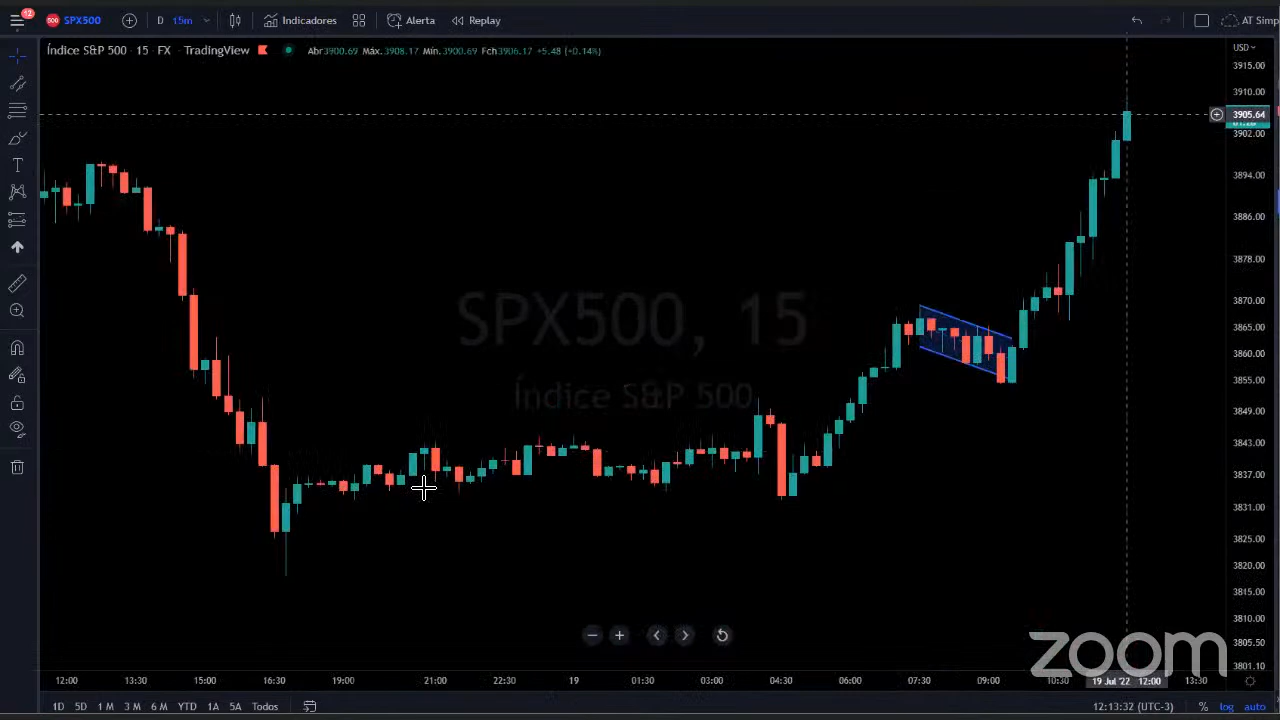 12
500 SPX500 D 15m Indicadores Alerta Replay AT Simp
Índice S&P 500 · 15 · FX · TradingView Abr3900.69 Máx.3908.17 Mín.3900.69 Fch3906.17 +5.48 (+0.14%)
USD
3915.00
3910.00
3905.64
3902.00
3894.00
3886.00
3878.00
3870.00
3865.00
3860.00
3855.00
3849.00
3843.00
3837.00
3831.00
3825.00
3820.00
3815.00
3810.00
3805.50
3801.10
SPX500, 15
Índice S&P 500
zoom
12:00 13:30 15:00 16:30 19:00 21:00 22:30 19 01:30 03:00 04:30 06:00 07:30 09:00 10:30 19 Jul '22 12:00 13:30
1D 5D 1M 3M 6M YTD 1A 5A Todos 12:13:32 (UTC-3) % log auto